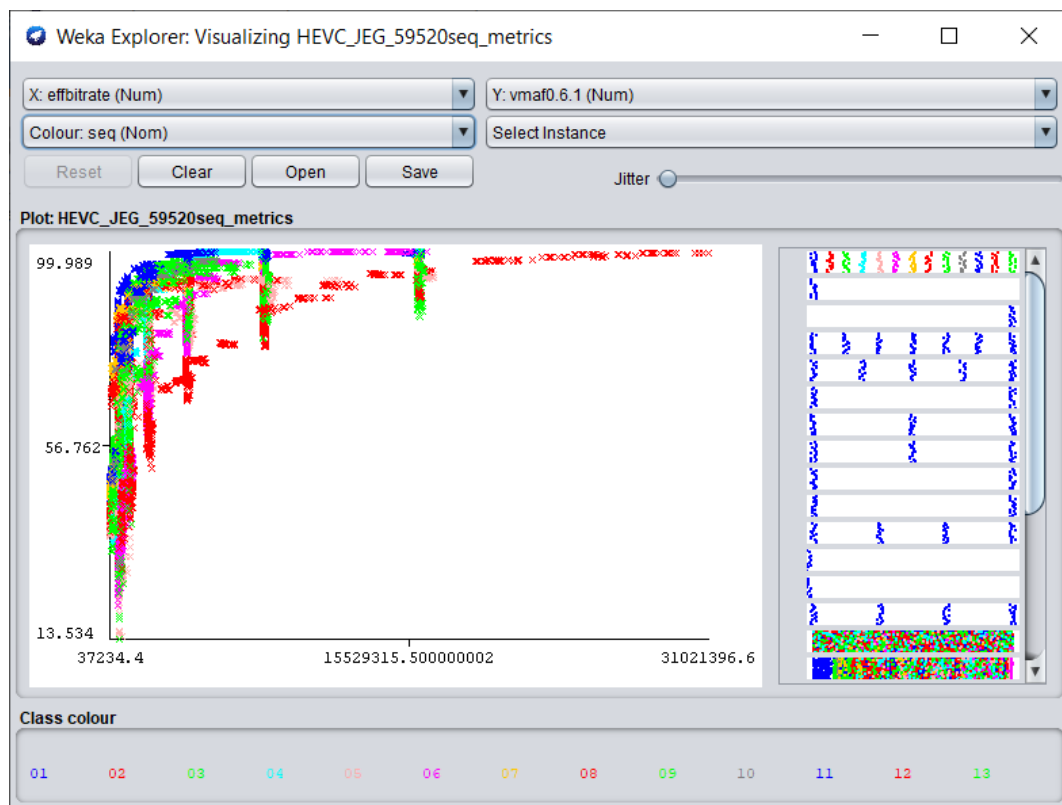 Weka Explorer: Visualizing HEVC_JEG_59520seq_metrics
X: effbitrate (Num) Y: vmaf0.6.1 (Num)
Colour: seq (Nom) Select Instance
Reset Clear Open Save Jitter
Plot: HEVC_JEG_59520seq_metrics
99.989
56.762
13.534
37234.4 15529315.500000002 31021396.6
Class colour
01 02 03 04 05 06 07 08 09 10 11 12 13